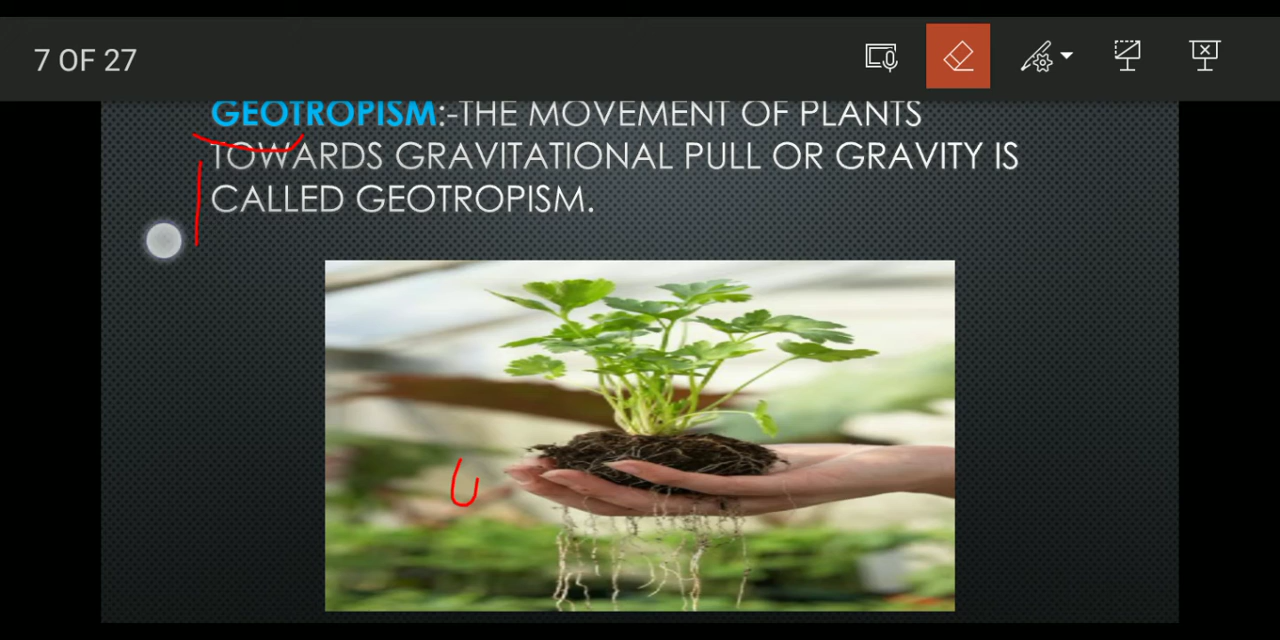 7 OF 27
GEOTROPISM:-THE MOVEMENT OF PLANTS
TOWARDS GRAVITATIONAL PULL OR GRAVITY IS
CALLED GEOTROPISM.